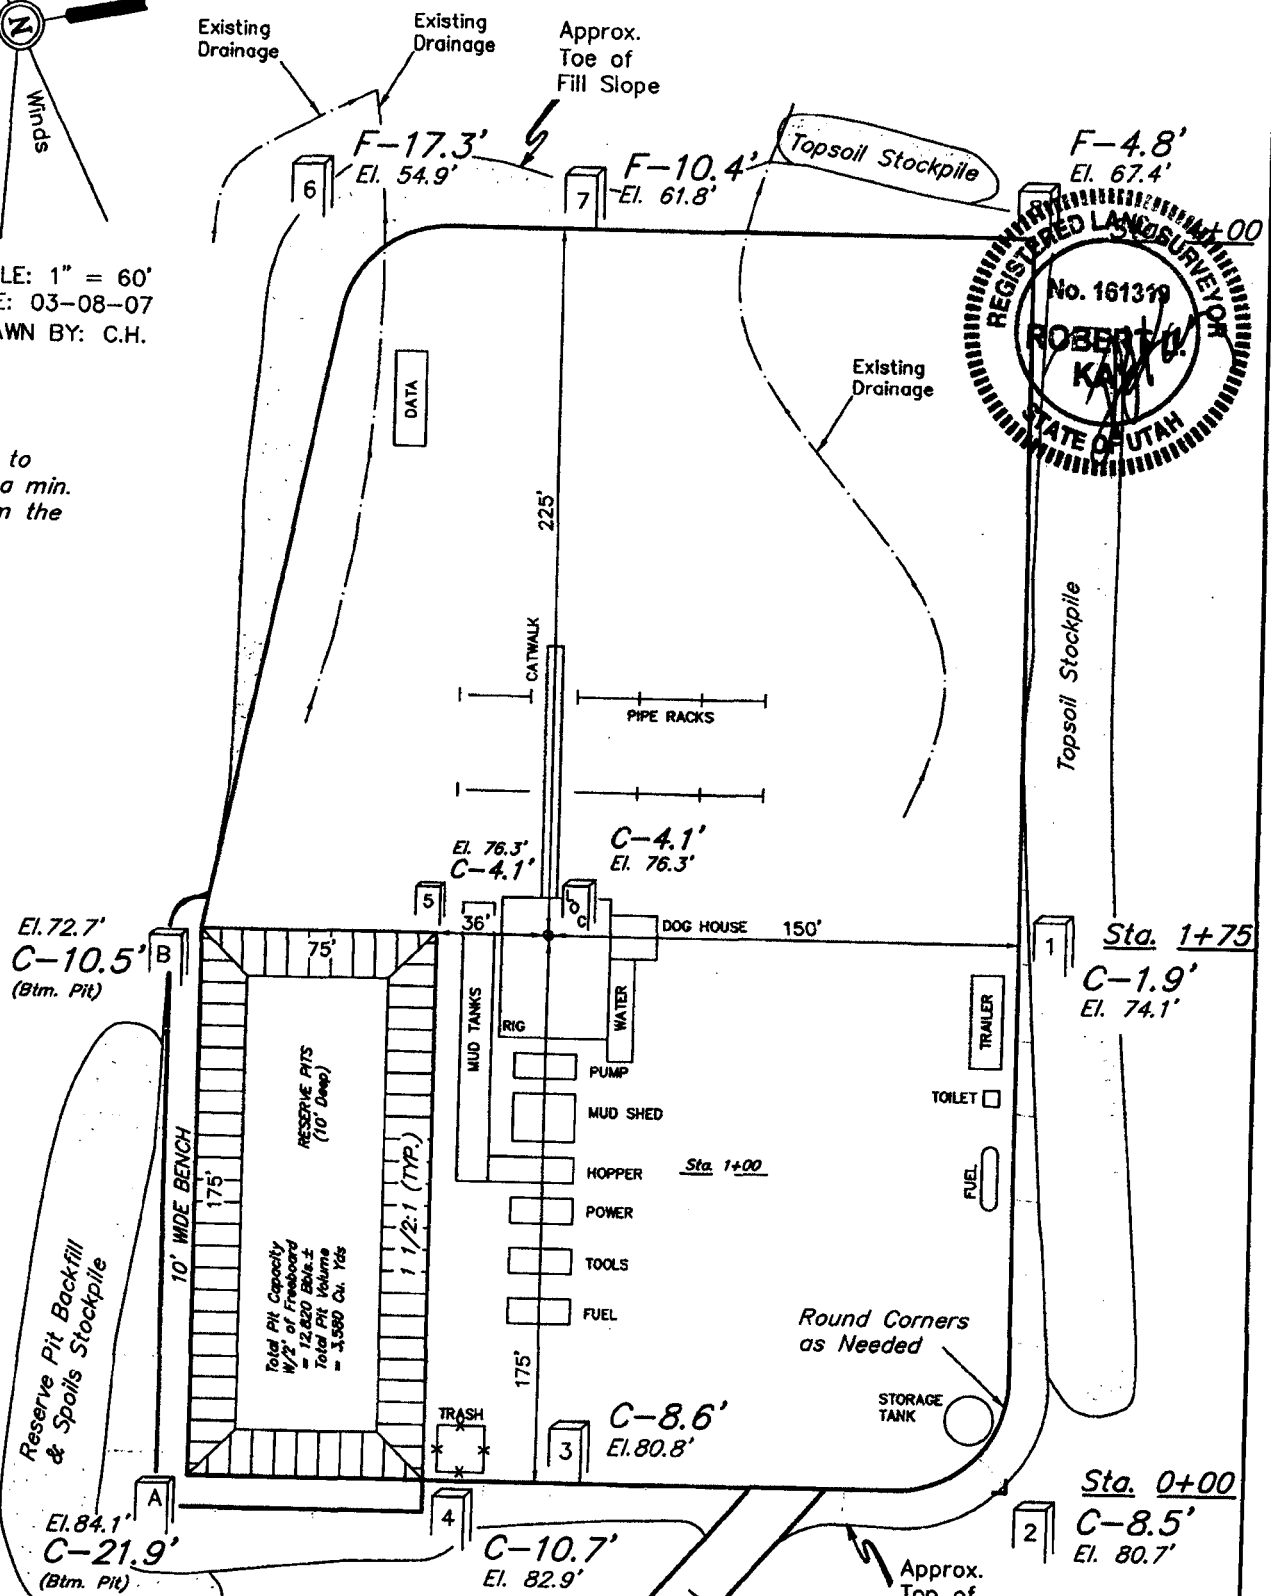 N
Winds
Existing
Drainage
Existing
Drainage
Approx.
Toe of
Fill Slope
F-17.3'
El. 54.9'
6
7
F-10.4'
El. 61.8'
Topsoil Stockpile
F-4.8'
El. 67.4'
REGISTERED LAND SURVEYOR
No. 161319
ROBERT
KAY
STATE OF UTAH
LE: 1" = 60'
E: 03-08-07
AWN BY: C.H.
to
a min.
the
DATA
Existing
Drainage
225'
CATWALK
PIPE RACKS
Topsoil Stockpile
El. 76.3'
C-4.1'
C-4.1'
El. 76.3'
5
36'
LOC
DOG HOUSE
150'
1
Sta. 1+75
C-1.9'
El. 74.1'
El. 72.7'
C-10.5'
(Btm. Pit)
B
75'
MUD TANKS
RIG
WATER
TRAILER
PUMP
TOILET
MUD SHED
RESERVE PITS
(10' Deep)
HOPPER
Sta. 1+00
FUEL
10' WIDE BENCH
175'
1 1/2:1 (TYP.)
POWER
TOOLS
FUEL
Total Pit Capacity
W/2' of Freeboard
= 12,820 Bbls.±
Total Pit Volume
= 3,580 Cu. Yds
Reserve Pit Backfill
& Spoils Stockpile
175'
Round Corners
as Needed
STORAGE
TANK
TRASH
3
C-8.6'
El. 80.8'
A
El. 84.1'
C-21.9'
(Btm. Pit)
4
C-10.7'
El. 82.9'
Sta. 0+00
2
C-8.5'
El. 80.7'
Approx.
Top of